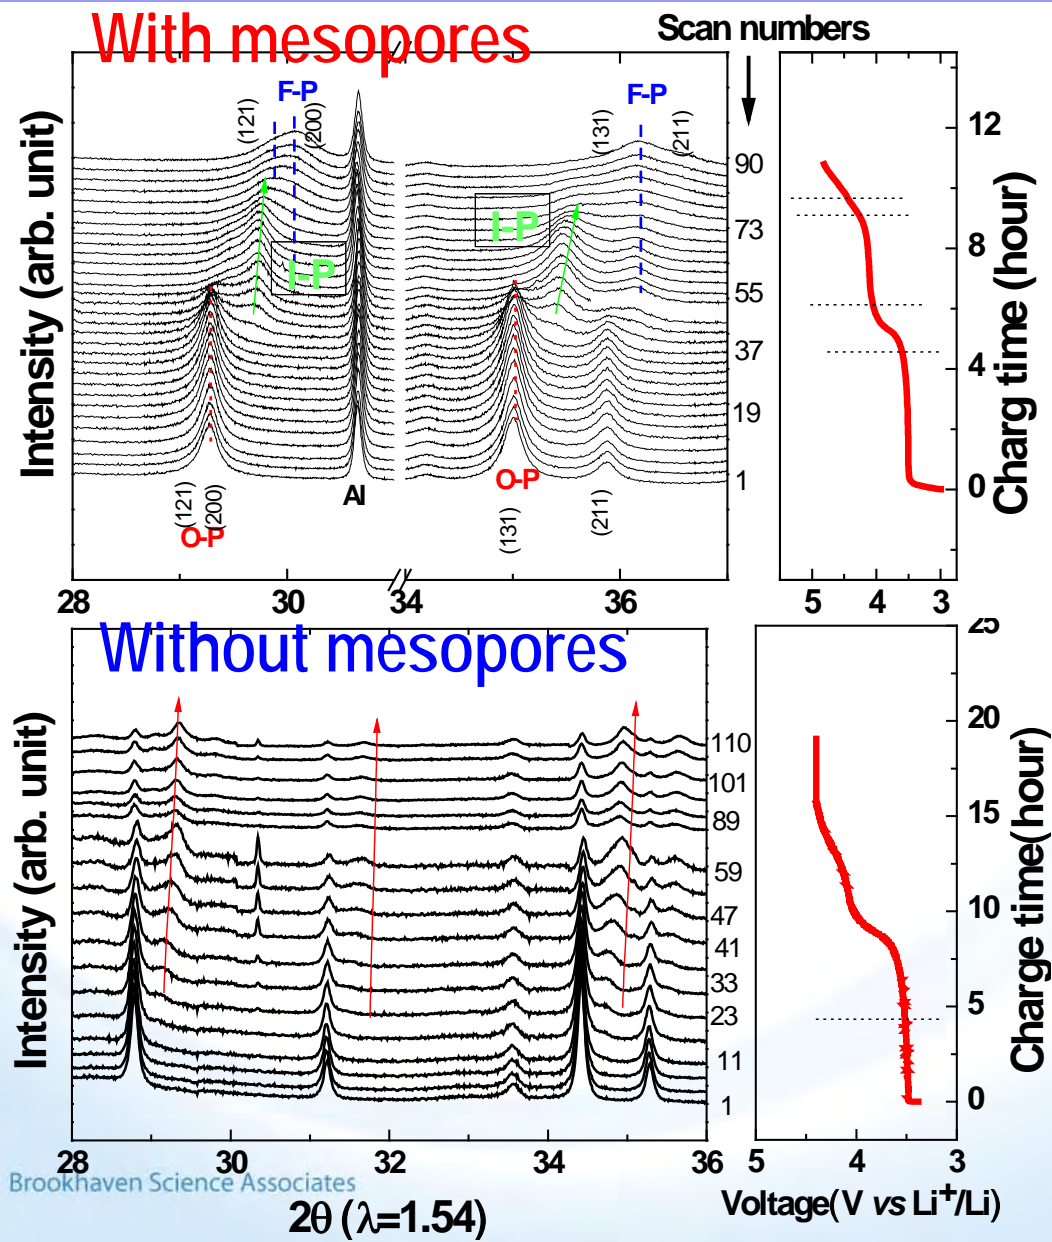 With mesopores
Scan numbers
Intensity (arb. unit)
(121)
F-P
(200)
(131)
F-P
(211)
I-P
I-P
90
73
55
37
19
1
(121)
(200)
O-P
Al
O-P
(131)
(211)
28
30
34
36
12
8
4
0
Charg time (hour)
5
4
3
Without mesopores
Intensity (arb. unit)
110
101
89
59
47
41
33
23
11
1
28
30
32
34
36
2θ (λ=1.54)
25
20
15
10
5
0
Charge time(hour)
5
4
3
Voltage(V vs Li+/Li)
Brookhaven Science Associates